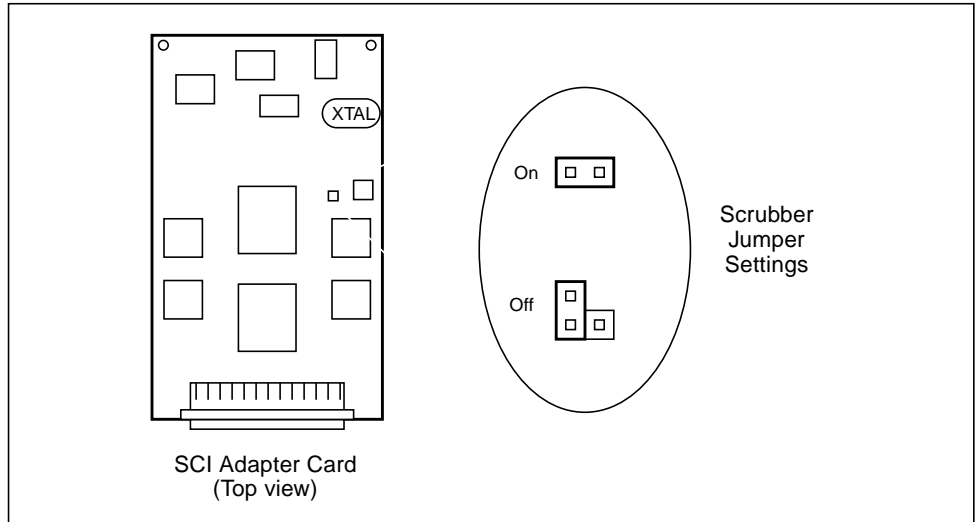 XTAL
On
Off
Scrubber
Jumper
Settings
SCI Adapter Card
(Top view)